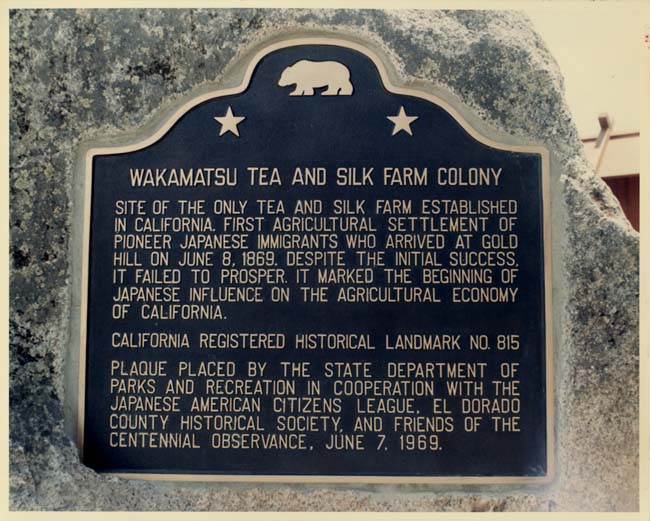 WAKAMATSU TEA AND SILK FARM COLONY
SITE OF THE ONLY TEA AND SILK FARM ESTABLISHED
IN CALIFORNIA. FIRST AGRICULTURAL SETTLEMENT OF
PIONEER JAPANESE IMMIGRANTS WHO ARRIVED AT GOLD
HILL ON JUNE 8, 1869. DESPITE THE INITIAL SUCCESS,
IT FAILED TO PROSPER. IT MARKED THE BEGINNING OF
JAPANESE INFLUENCE ON THE AGRICULTURAL ECONOMY
OF CALIFORNIA.
CALIFORNIA REGISTERED HISTORICAL LANDMARK NO. 815
PLAQUE PLACED BY THE STATE DEPARTMENT OF
PARKS AND RECREATION IN COOPERATION WITH THE
JAPANESE AMERICAN CITIZENS LEAGUE, EL DORADO
COUNTY HISTORICAL SOCIETY, AND FRIENDS OF THE
CENTENNIAL OBSERVANCE, JUNE 7, 1969.